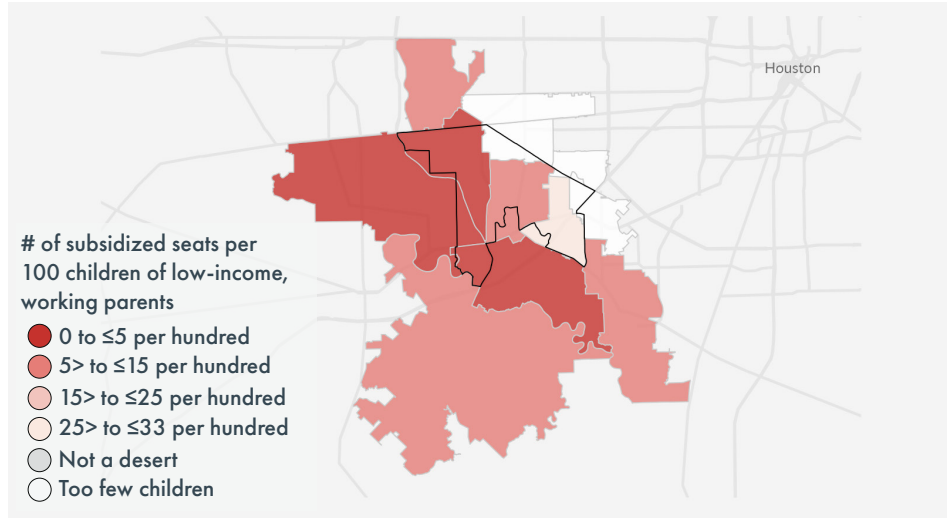 Houston
# of subsidized seats per
100 children of low-income,
working parents
0 to ≤5 per hundred
5> to ≤15 per hundred
15> to ≤25 per hundred
25> to ≤33 per hundred
Not a desert
Too few children